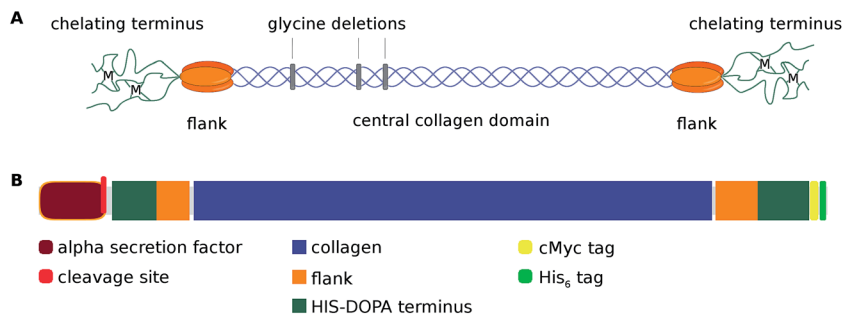 A
chelating terminus
glycine deletions
chelating terminus
M
M
M
M
flank
central collagen domain
flank
B
alpha secretion factor
collagen
cMyc tag
cleavage site
flank
His₆ tag
HIS-DOPA terminus